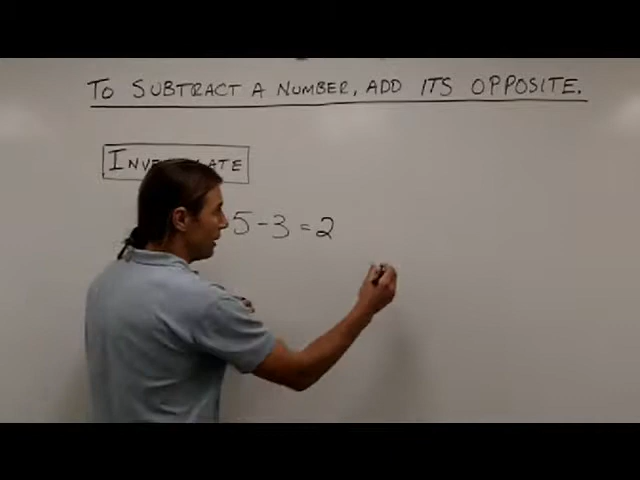 TO SUBTRACT A NUMBER, ADD ITS OPPOSITE.
5 - 3 = 2